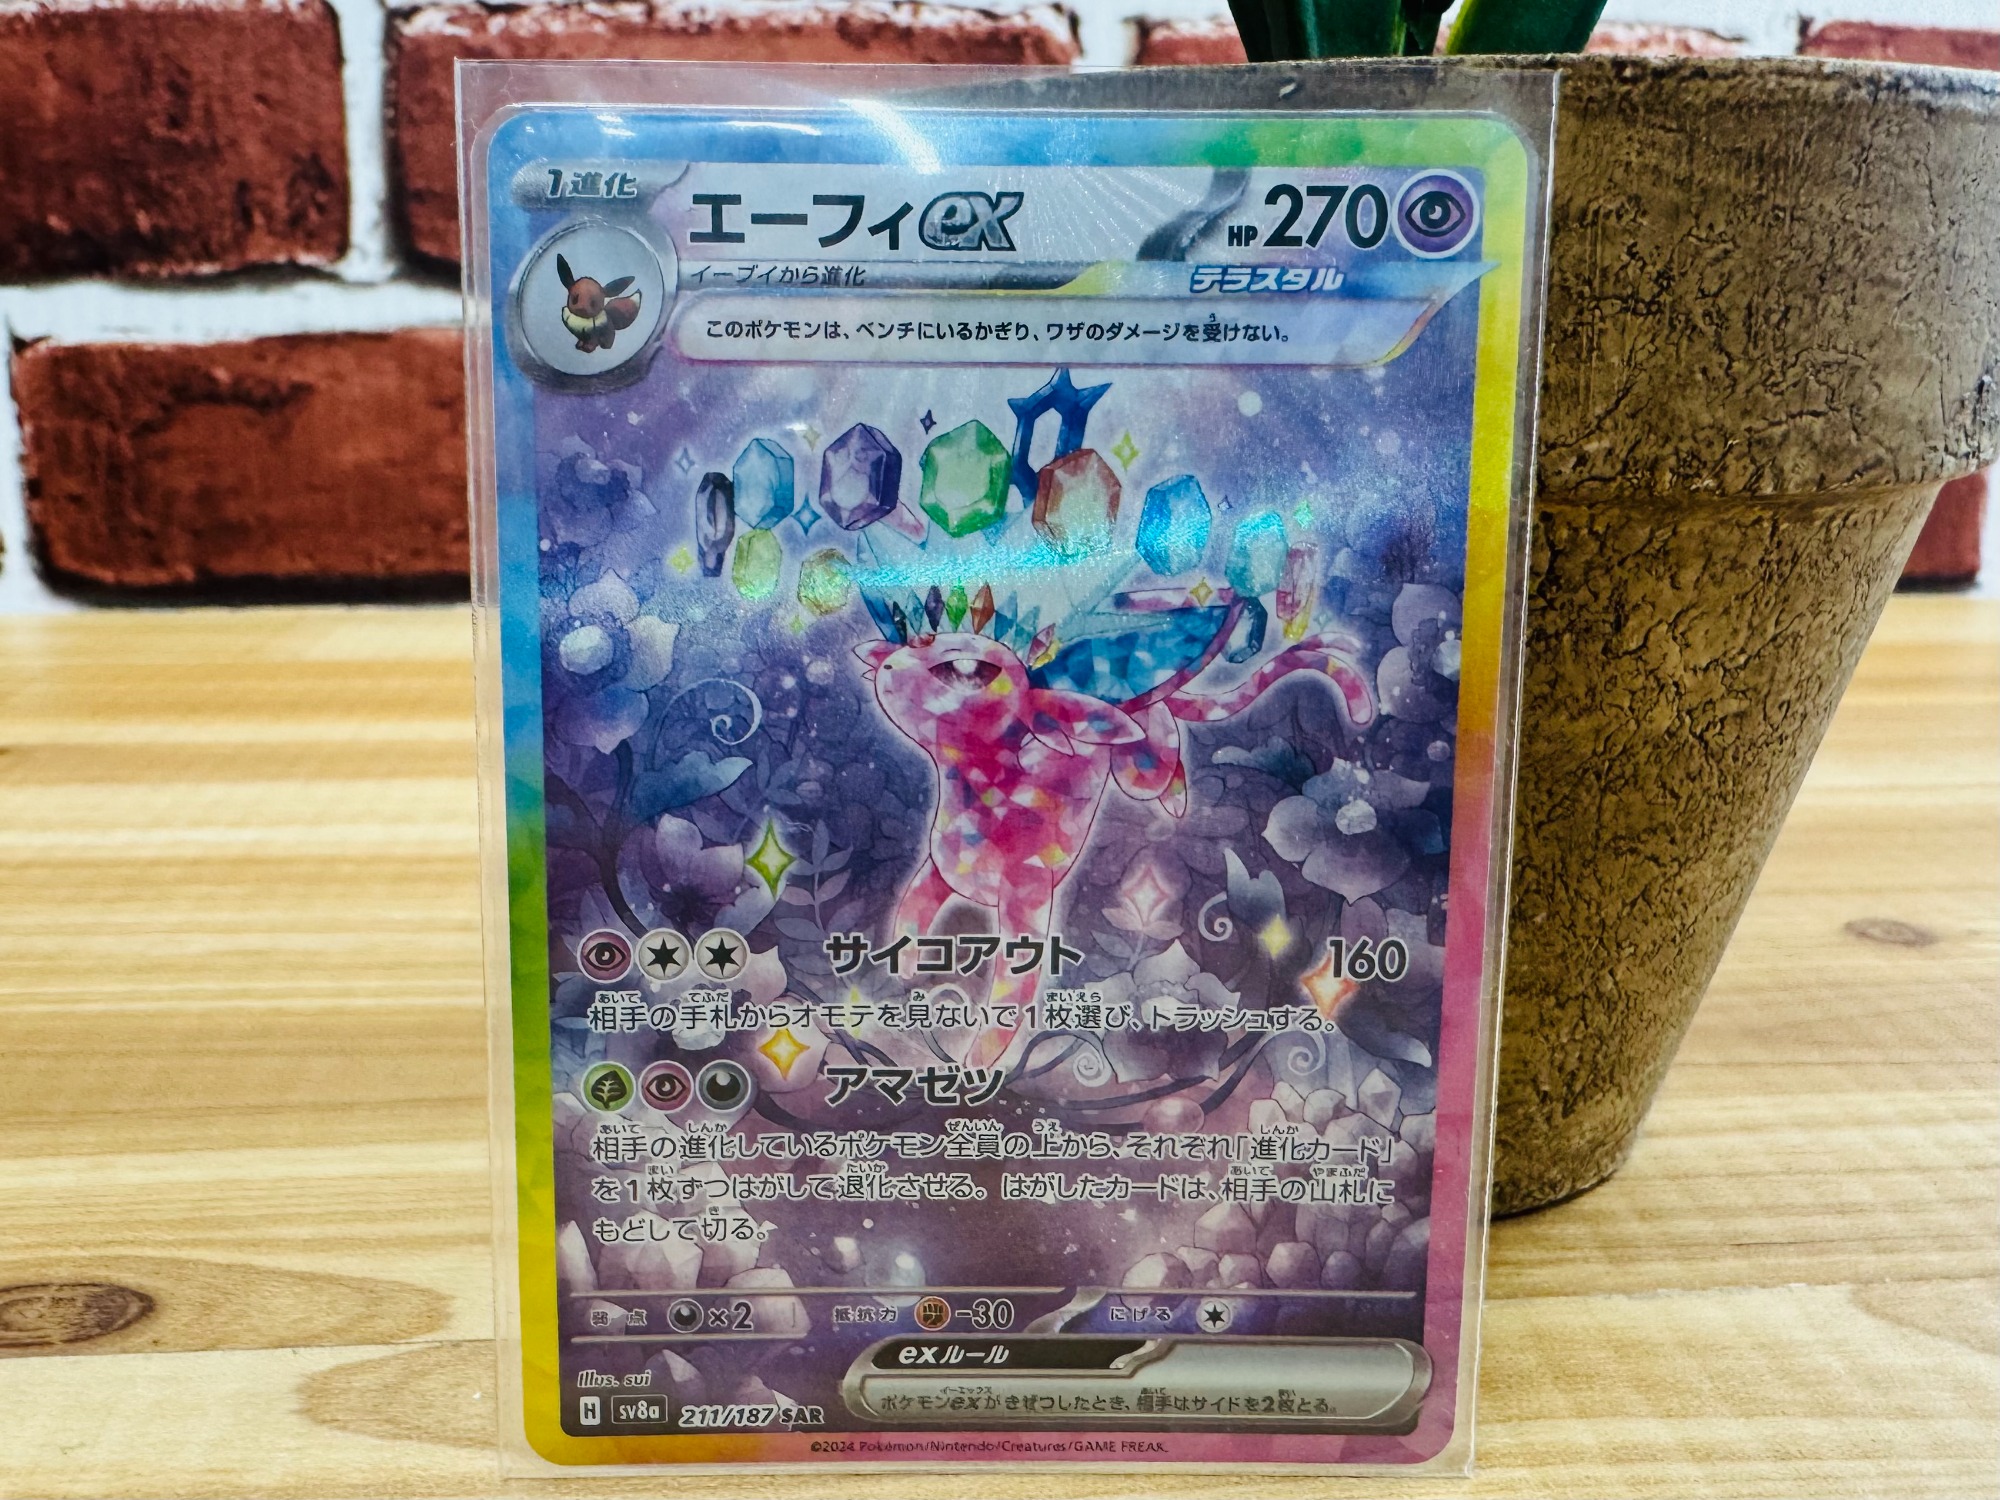 1進化
エーフィex
HP270
イーブイから進化
テラスタル
このポケモンは、ベンチにいるかぎり、ワザのダメージを受けない。
サイコアウト 160
相手の手札からオモテを見ないで1枚選び、トラッシュする。
アマゼツ
相手の進化しているポケモン全員の上から、それぞれ「進化カード」
を1枚ずつはがして退化させる。はがしたカードは、相手の山札に
もどして切る。
弱点 ×2 抵抗力 -30 にげる
exルール
ポケモンexがきぜつしたとき、相手はサイドを2枚とる。
Illus. sui
H sv8a 211/187 SAR
©2024 Pokémon/Nintendo/Creatures/GAME FREAK